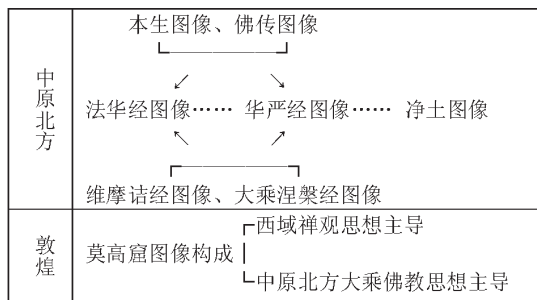 中原北方
本生图像、佛传图像
法华经图像…… 华严经图像…… 净土图像
维摩诘经图像、大乘涅槃经图像
敦煌
西域禅观思想主导
莫高窟图像构成
中原北方大乘佛教思想主导